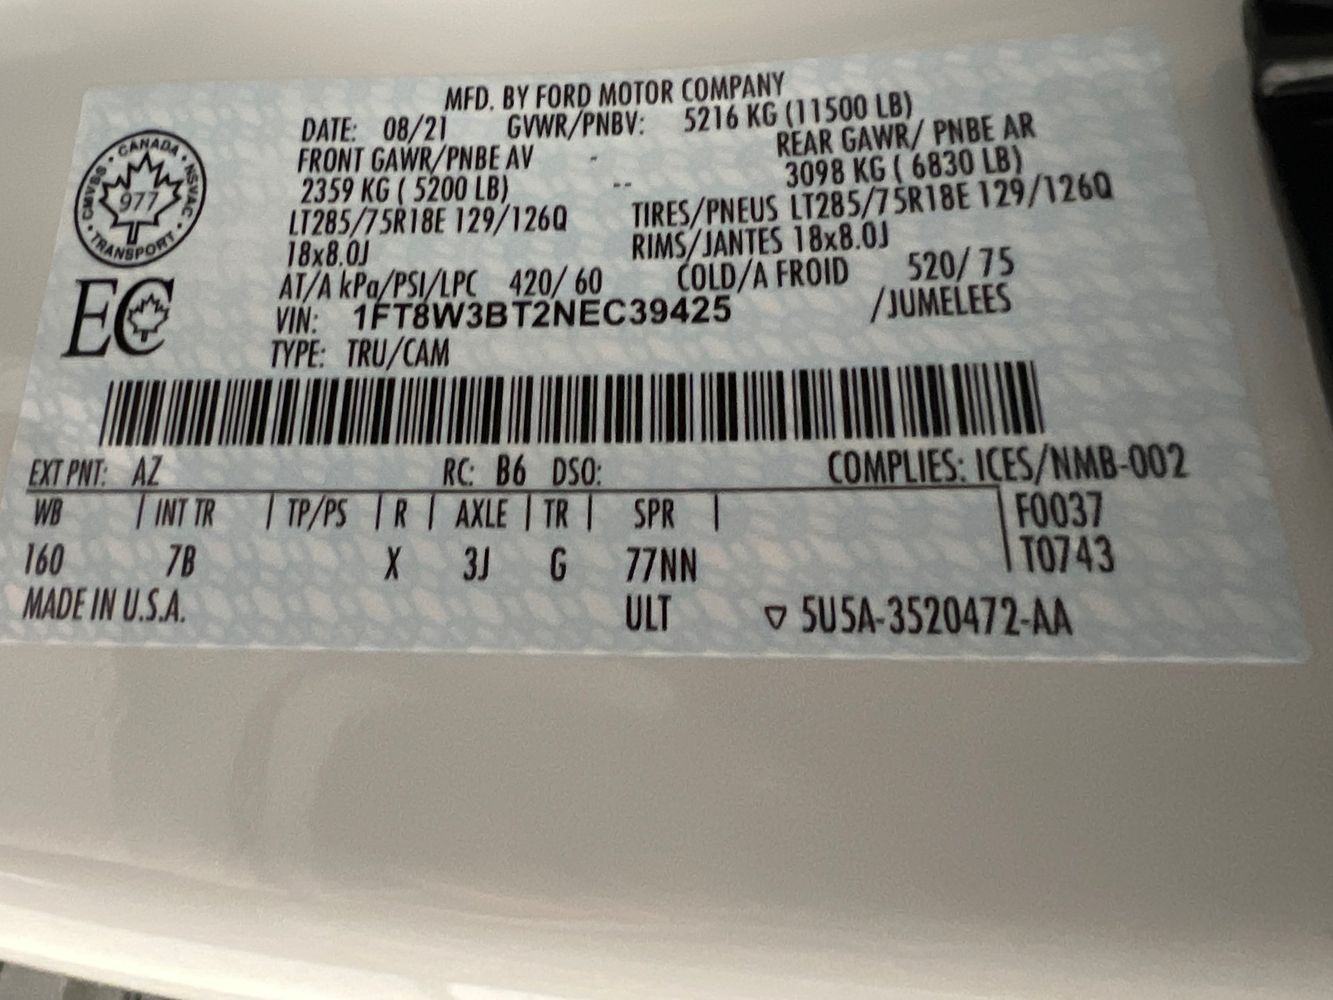 MFD. BY FORD MOTOR COMPANY
DATE: 08/21 GVWR/PNBV: 5216 KG (11500 LB)
FRONT GAWR/PNBE AV - REAR GAWR/ PNBE AR
2359 KG ( 5200 LB) -- 3098 KG ( 6830 LB)
LT285/75R18E 129/126Q TIRES/PNEUS LT285/75R18E 129/126Q
18x8.0J RIMS/JANTES 18x8.0J
AT/A kPa/PSI/LPC 420/ 60 COLD/A FROID 520/ 75
VIN: 1FT8W3BT2NEC39425 /JUMELEES
TYPE: TRU/CAM
CANADA · NSVAC · TRANSPORT · CMVSS ·
977
EC
EXT PNT: AZ RC: B6 DSO: COMPLIES: ICES/NMB-002
WB | INT TR | TP/PS | R | AXLE | TR | SPR | F0037
160 7B X 3J G 77NN T0743
MADE IN U.S.A. ULT ▽ 5U5A-3520472-AA